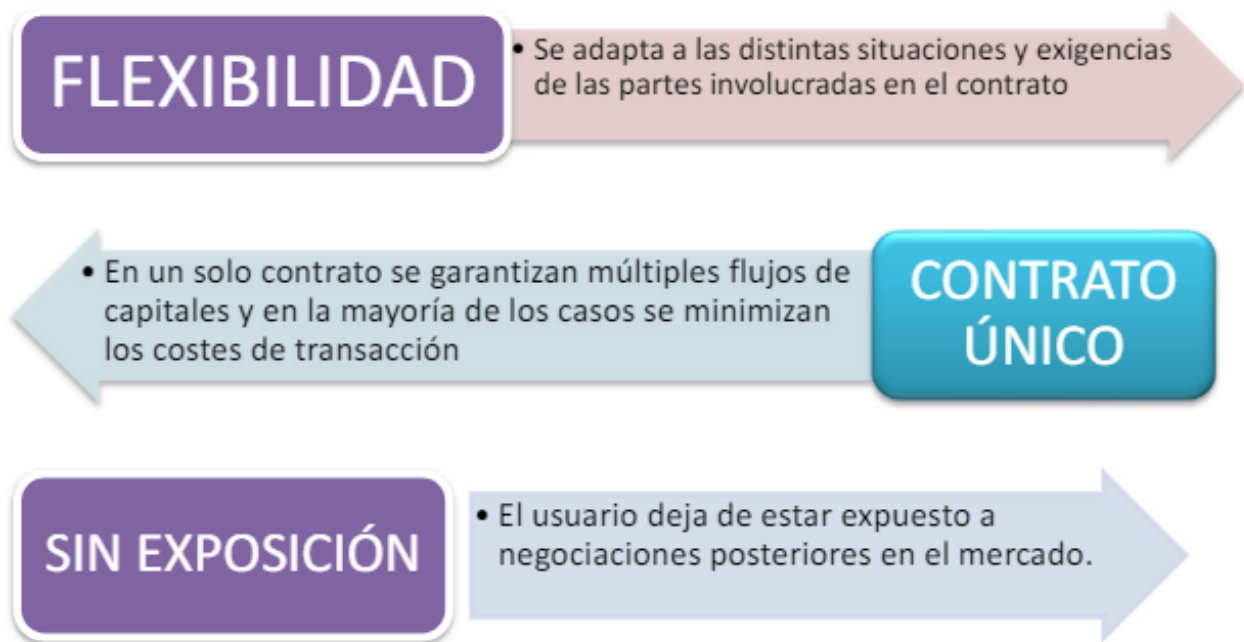 FLEXIBILIDAD
• Se adapta a las distintas situaciones y exigencias
de las partes involucradas en el contrato
• En un solo contrato se garantizan múltiples flujos de
capitales y en la mayoría de los casos se minimizan
los costes de transacción
CONTRATO
ÚNICO
SIN EXPOSICIÓN
• El usuario deja de estar expuesto a
negociaciones posteriores en el mercado.